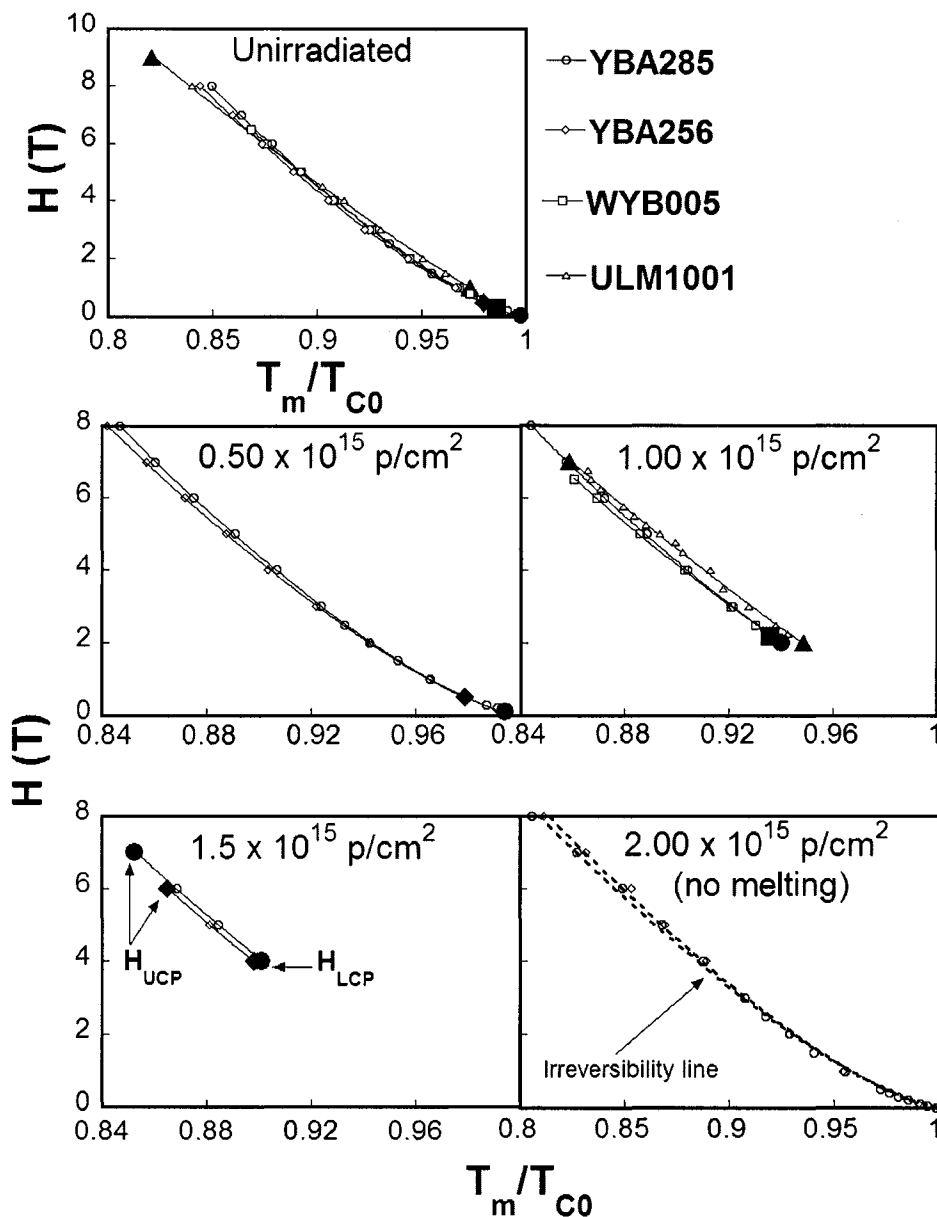 10
8
6
4
2
0
H (T)
Unirradiated
0.8
0.85
0.9
0.95
1
Tm/TC0
YBA285
YBA256
WYB005
ULM1001
8
6
4
2
0
0.50 x 10^15 p/cm^2
1.00 x 10^15 p/cm^2
0.84
0.88
0.92
0.96
0.84
0.88
0.92
0.96
1
H (T)
8
6
4
2
0
1.5 x 10^15 p/cm^2
HUCP
HLCP
2.00 x 10^15 p/cm^2
(no melting)
Irreversibility line
0.84
0.88
0.92
0.96
0.8
0.85
0.9
0.95
1
Tm/TC0